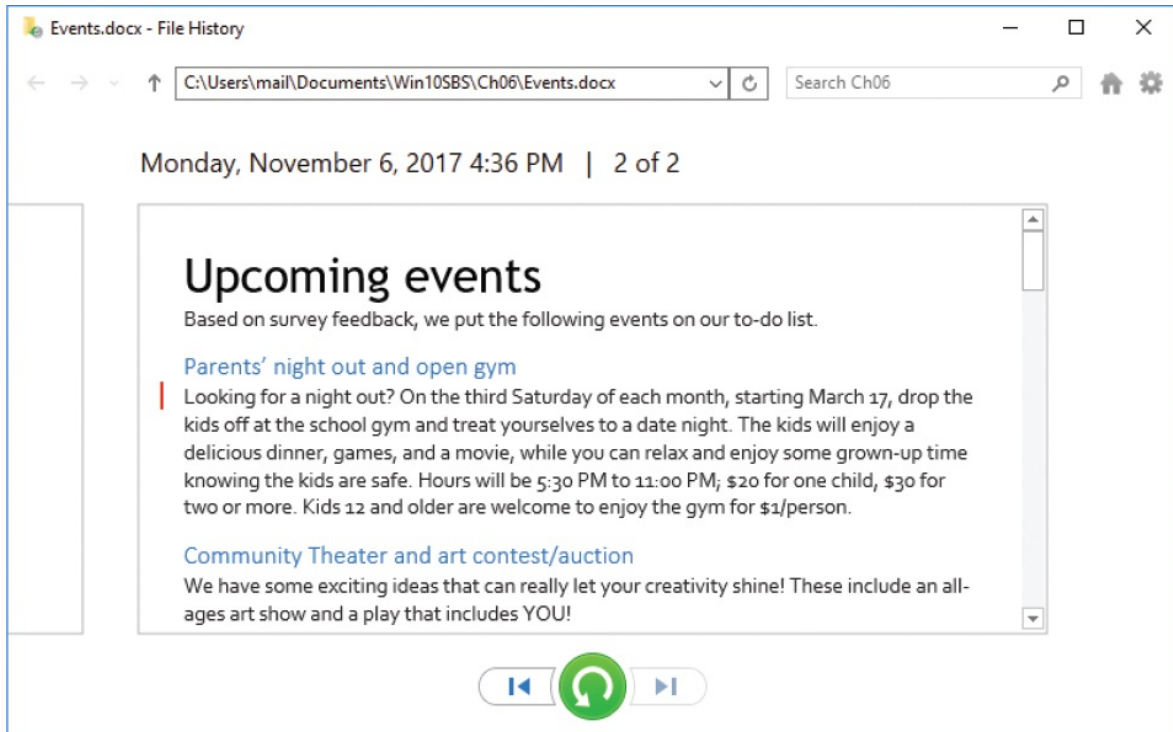 Events.docx - File History
C:\Users\mail\Documents\Win10SBS\Ch06\Events.docx
Search Ch06
Monday, November 6, 2017 4:36 PM | 2 of 2
Upcoming events
Based on survey feedback, we put the following events on our to-do list.
Parents’ night out and open gym
Looking for a night out? On the third Saturday of each month, starting March 17, drop the
kids off at the school gym and treat yourselves to a date night. The kids will enjoy a
delicious dinner, games, and a movie, while you can relax and enjoy some grown-up time
knowing the kids are safe. Hours will be 5:30 PM to 11:00 PM; $20 for one child, $30 for
two or more. Kids 12 and older are welcome to enjoy the gym for $1/person.
Community Theater and art contest/auction
We have some exciting ideas that can really let your creativity shine! These include an all-
ages art show and a play that includes YOU!